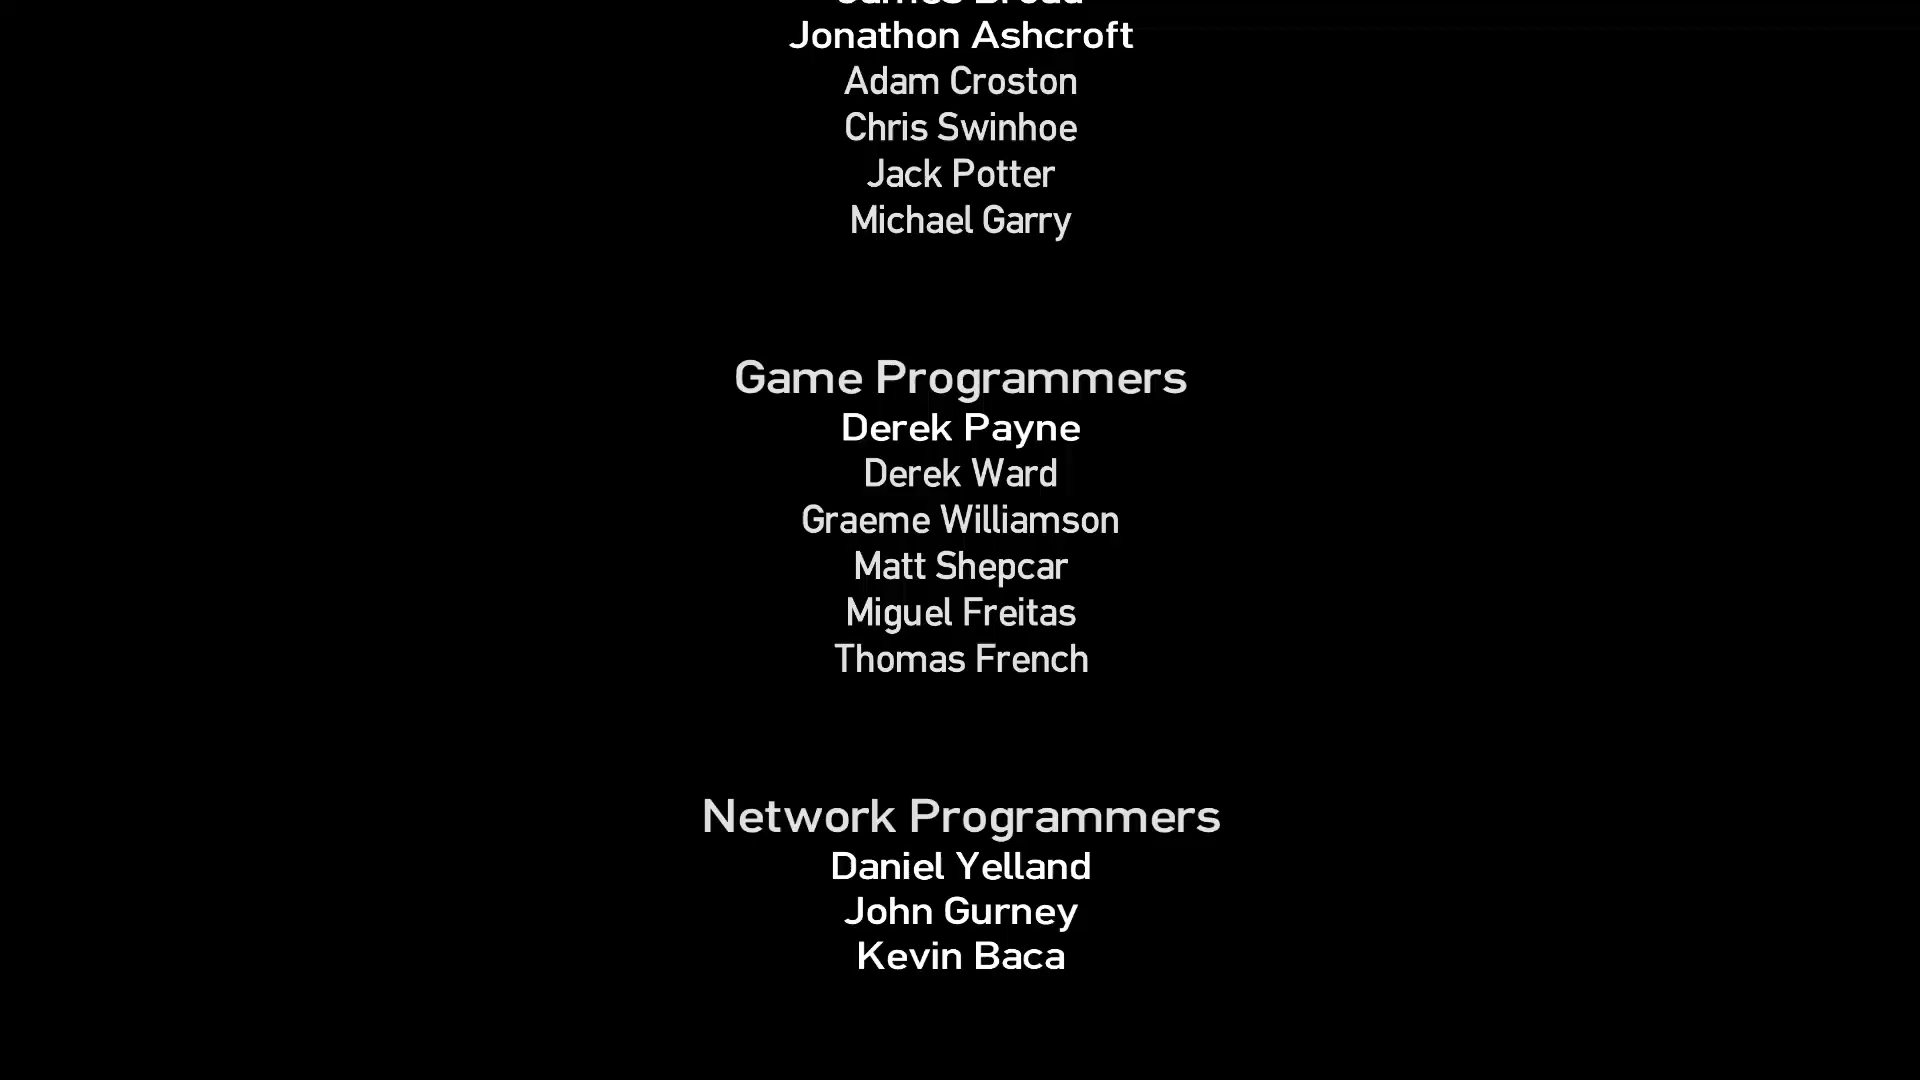 Jonathon Ashcroft
Adam Croston
Chris Swinhoe
Jack Potter
Michael Garry
Game Programmers
Derek Payne
Derek Ward
Graeme Williamson
Matt Shepcar
Miguel Freitas
Thomas French
Network Programmers
Daniel Yelland
John Gurney
Kevin Baca